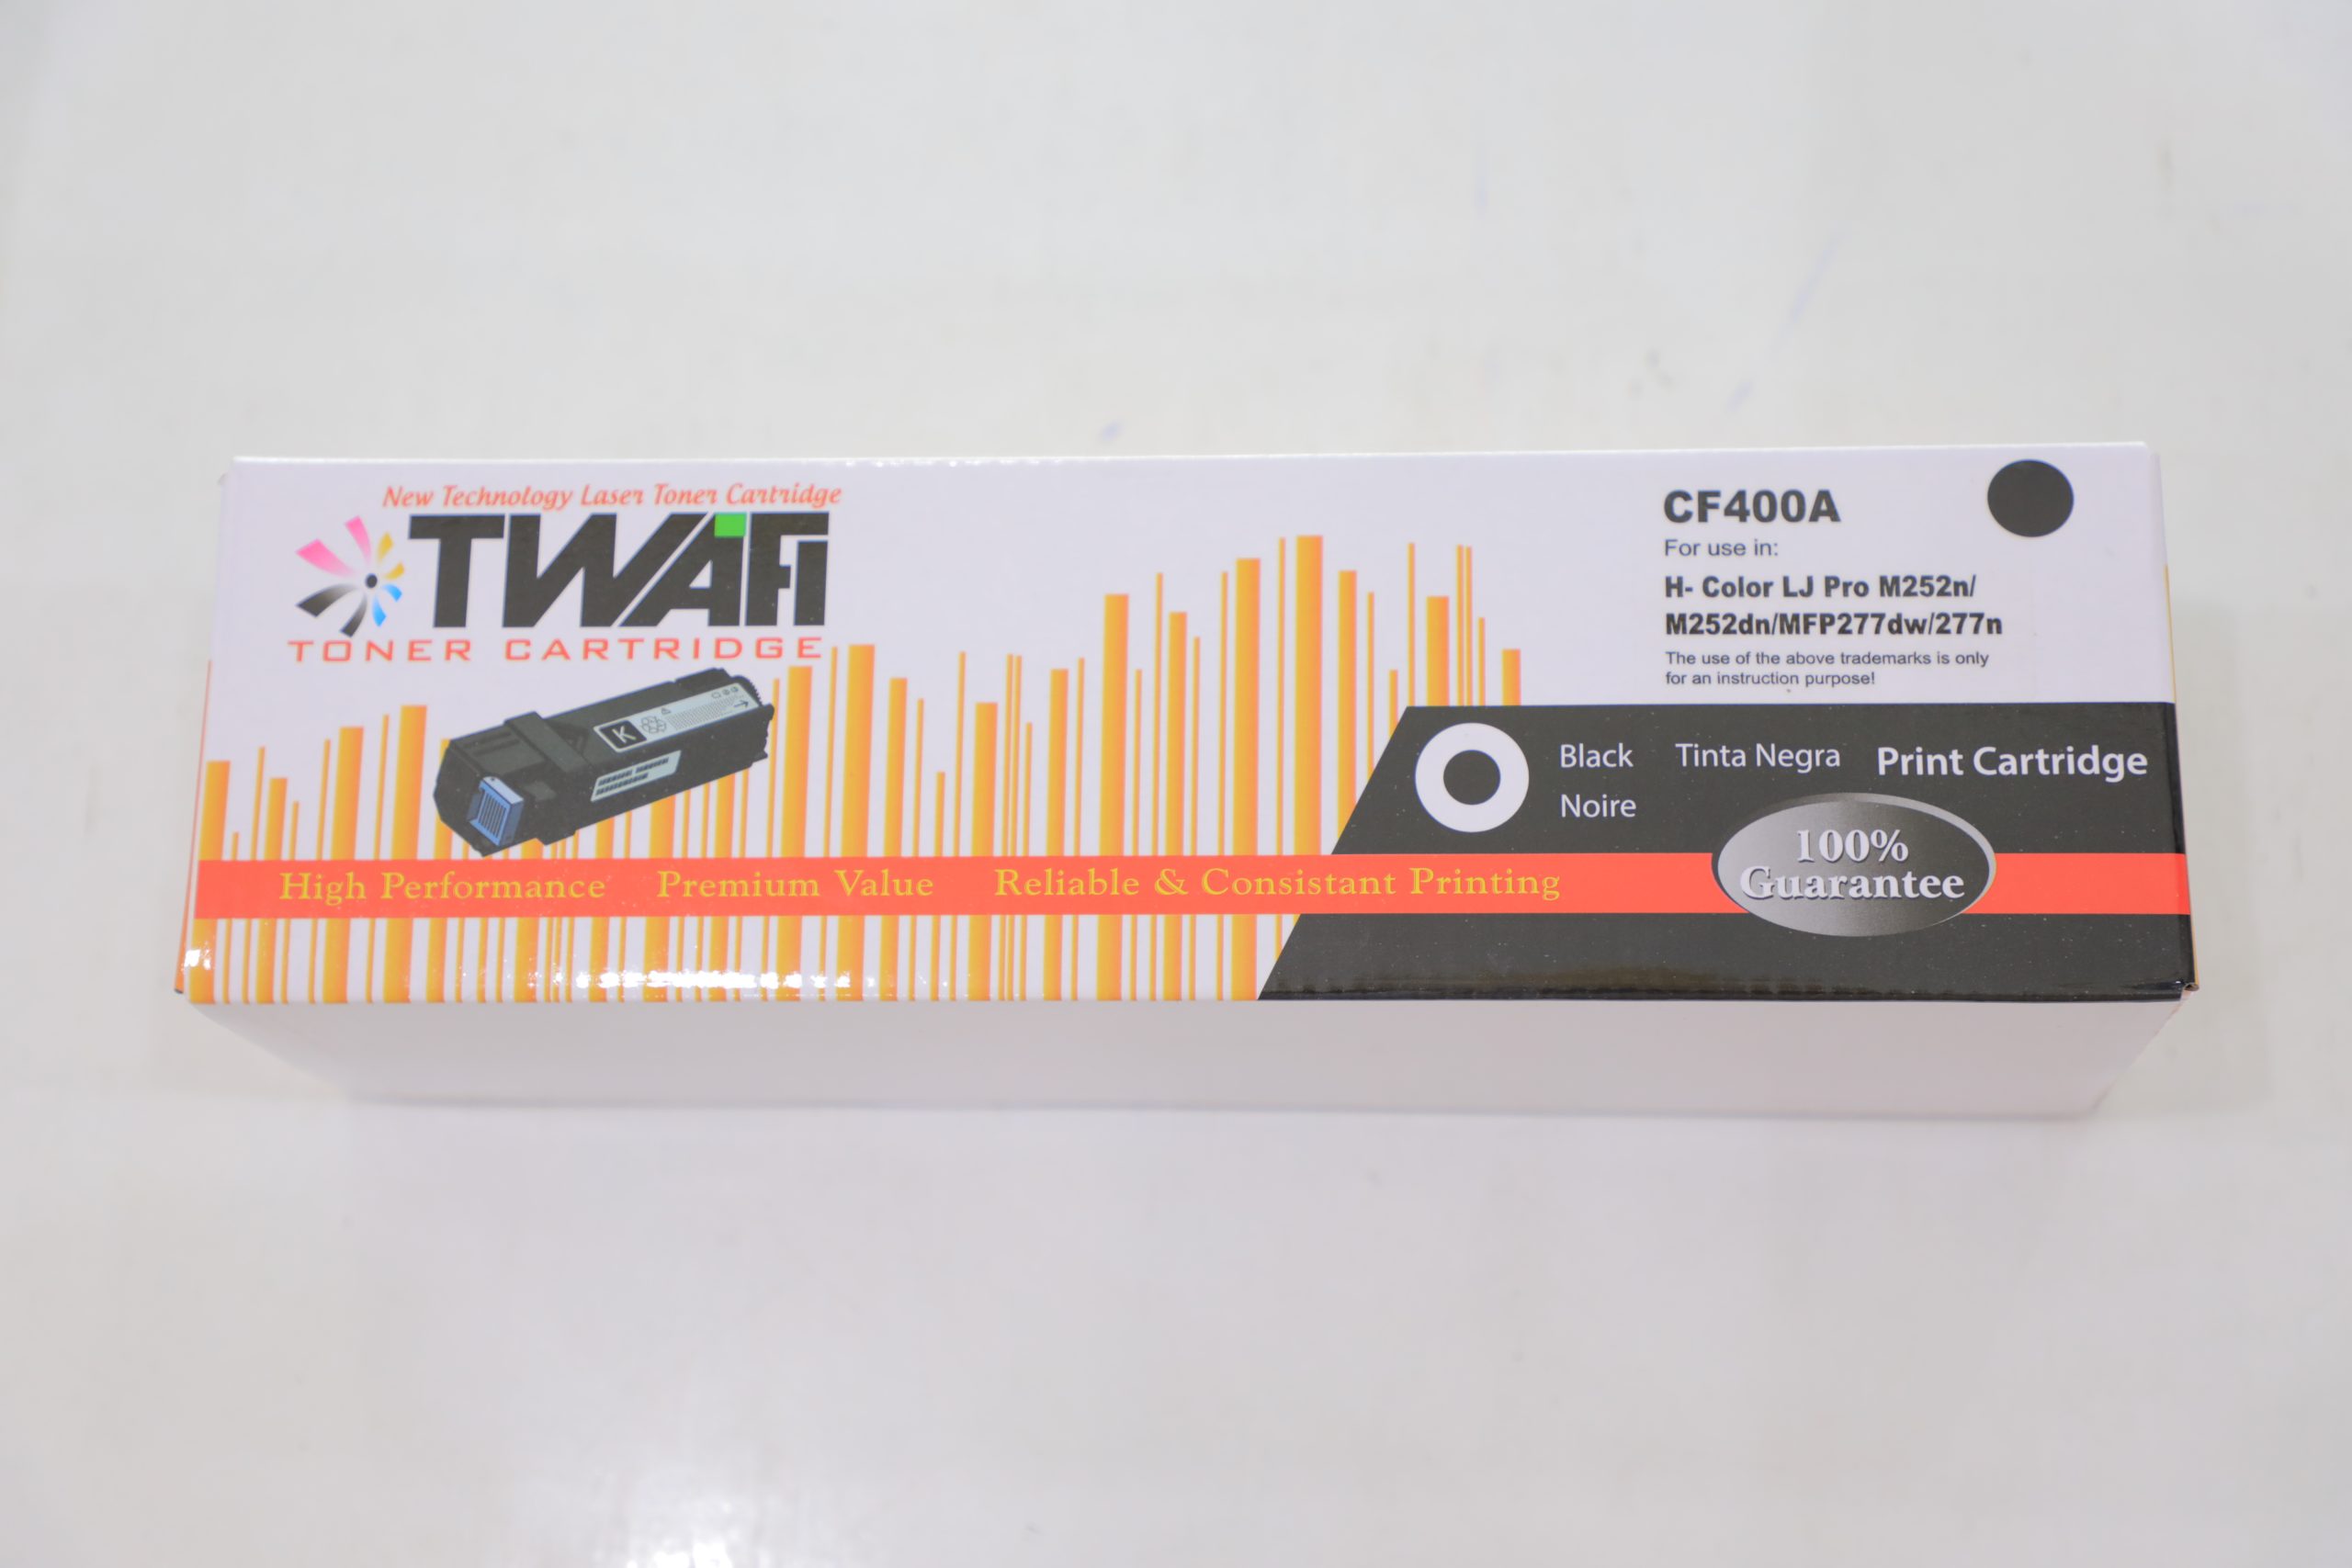 New Technology Laser Toner Cartridge
TWAFi
TONER CARTRIDGE
K
High Performance Premium Value Reliable & Consistant Printing
CF400A
For use in:
H- Color LJ Pro M252n/
M252dn/MFP277dw/277n
The use of the above trademarks is only
for an instruction purpose!
Black Tinta Negra Print Cartridge
Noire
100%
Guarantee